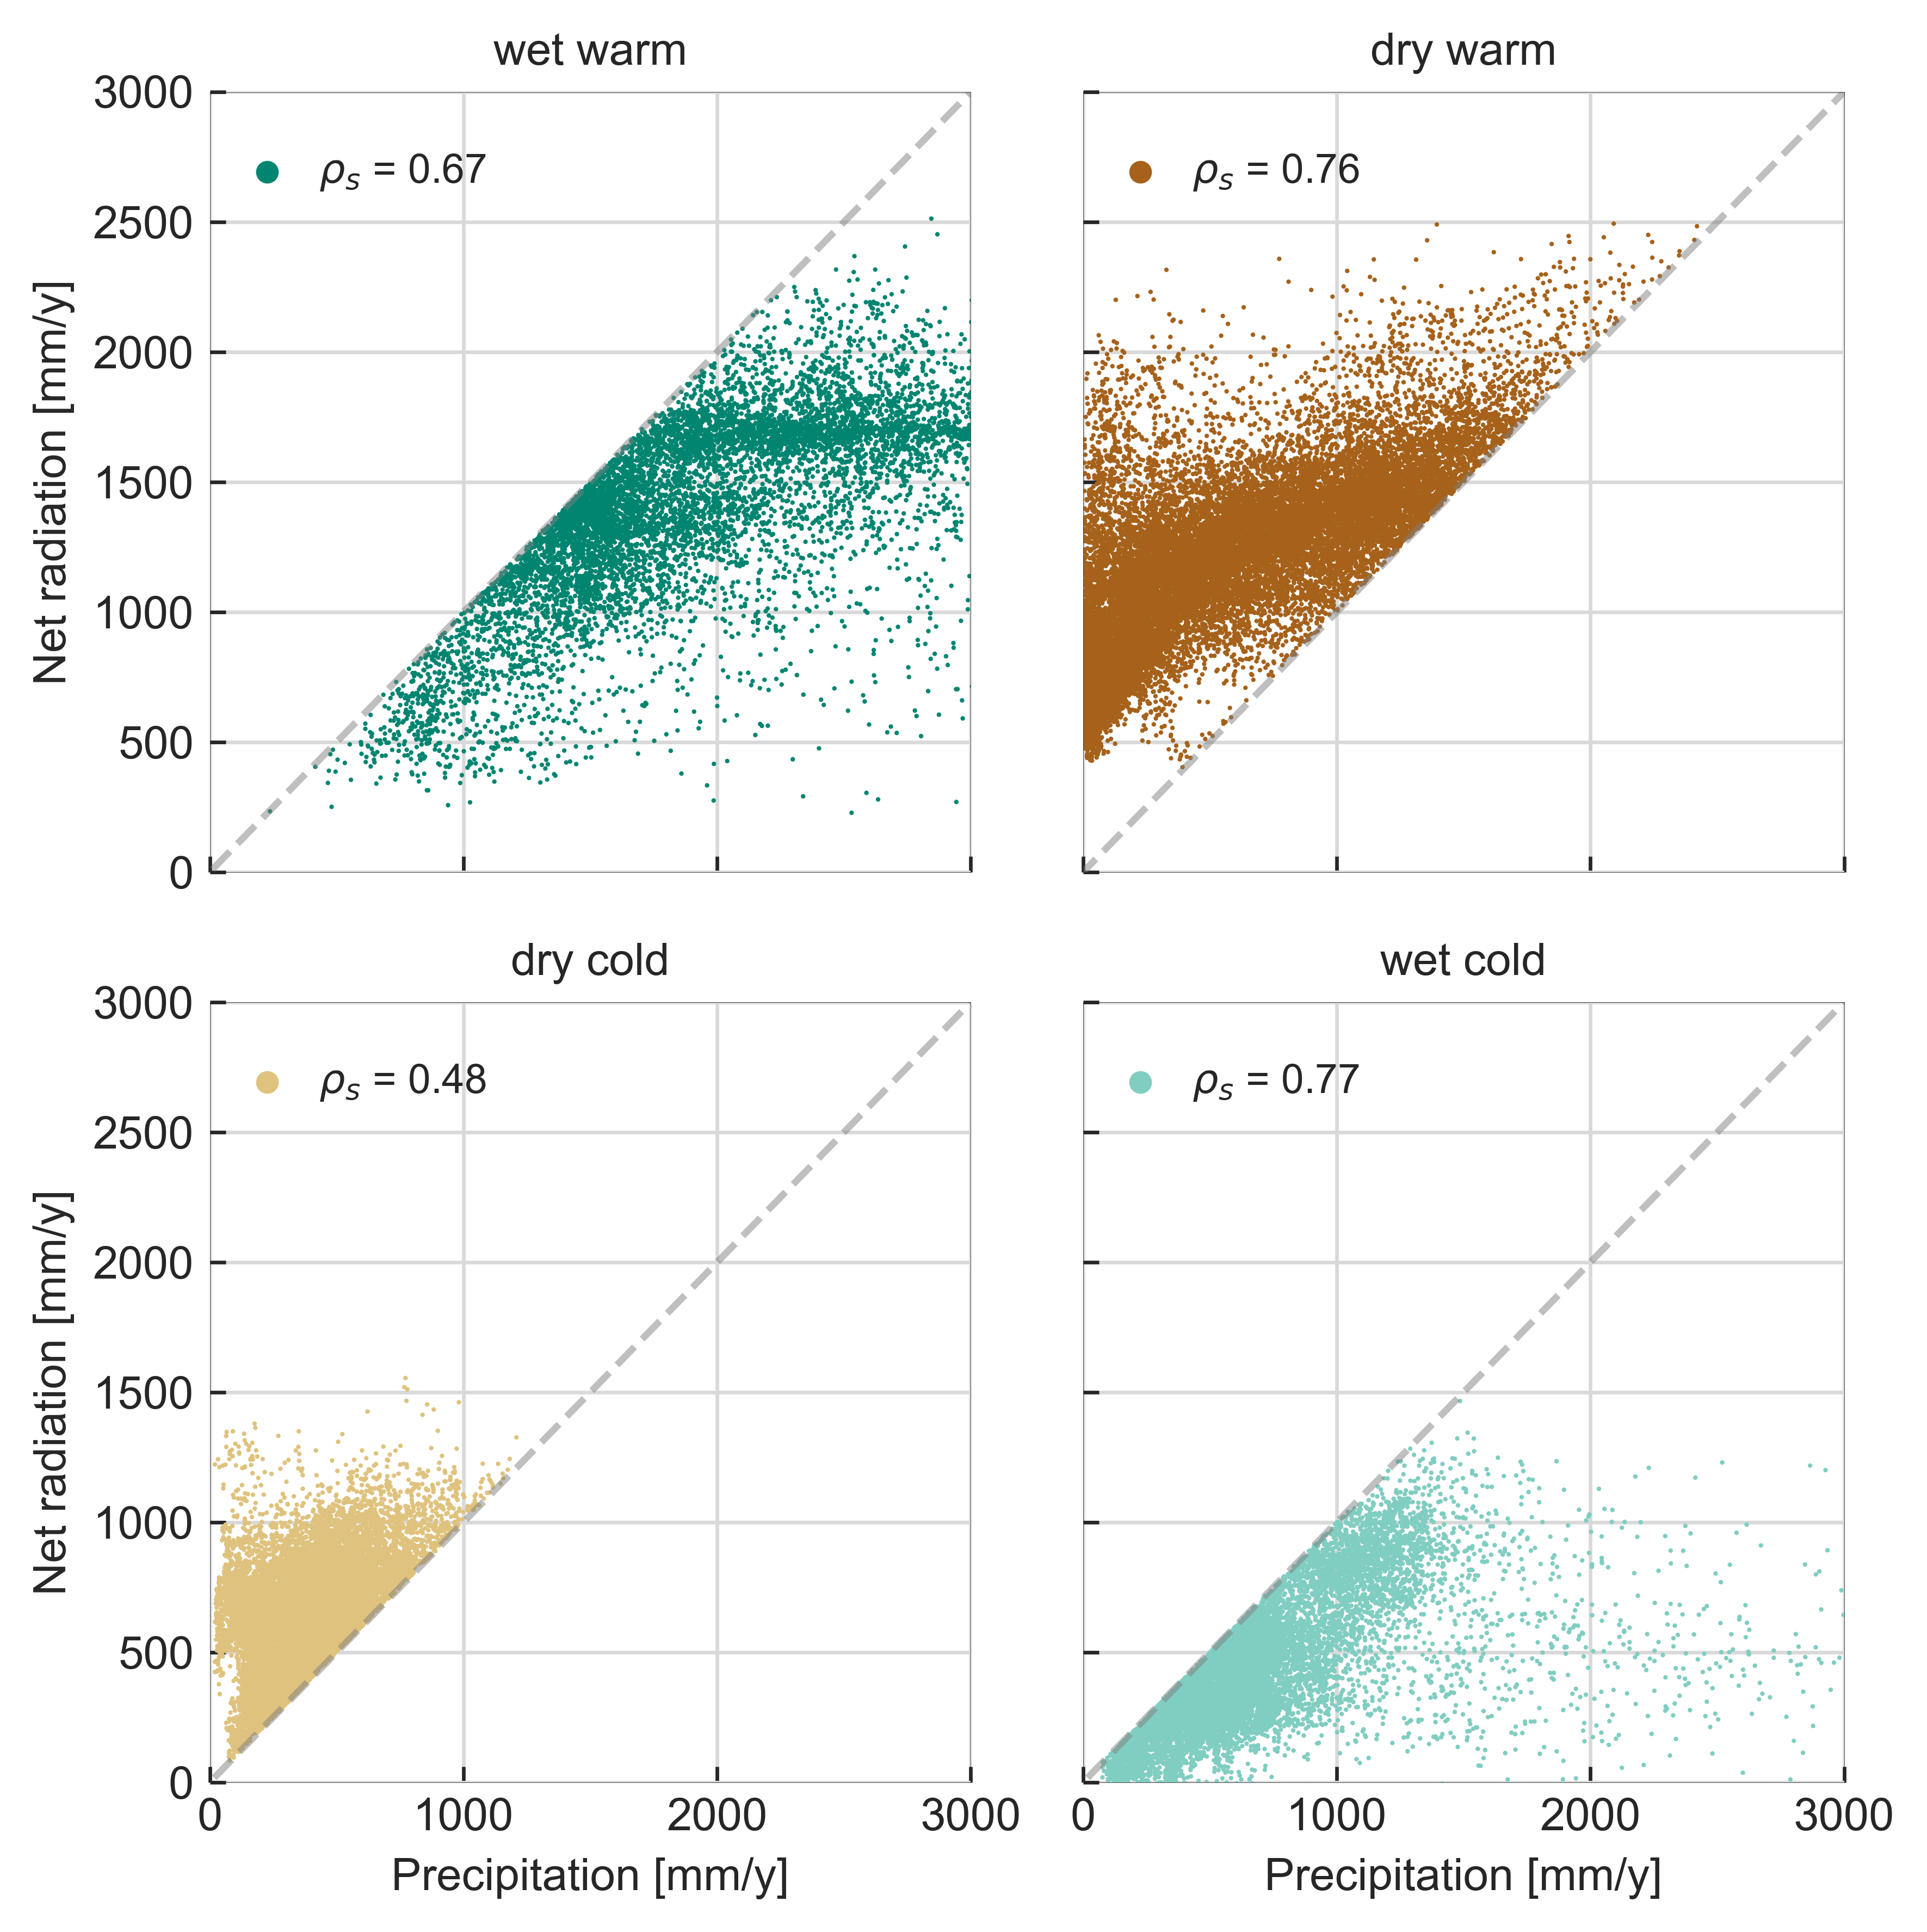 wet warm
dry warm
3000
2500
2000
1500
1000
500
0
Net radiation [mm/y]
ρs = 0.67
ρs = 0.76
dry cold
wet cold
3000
2500
2000
1500
1000
500
0
Net radiation [mm/y]
ρs = 0.48
ρs = 0.77
0 1000 2000 3000
0 1000 2000 3000
Precipitation [mm/y]
Precipitation [mm/y]